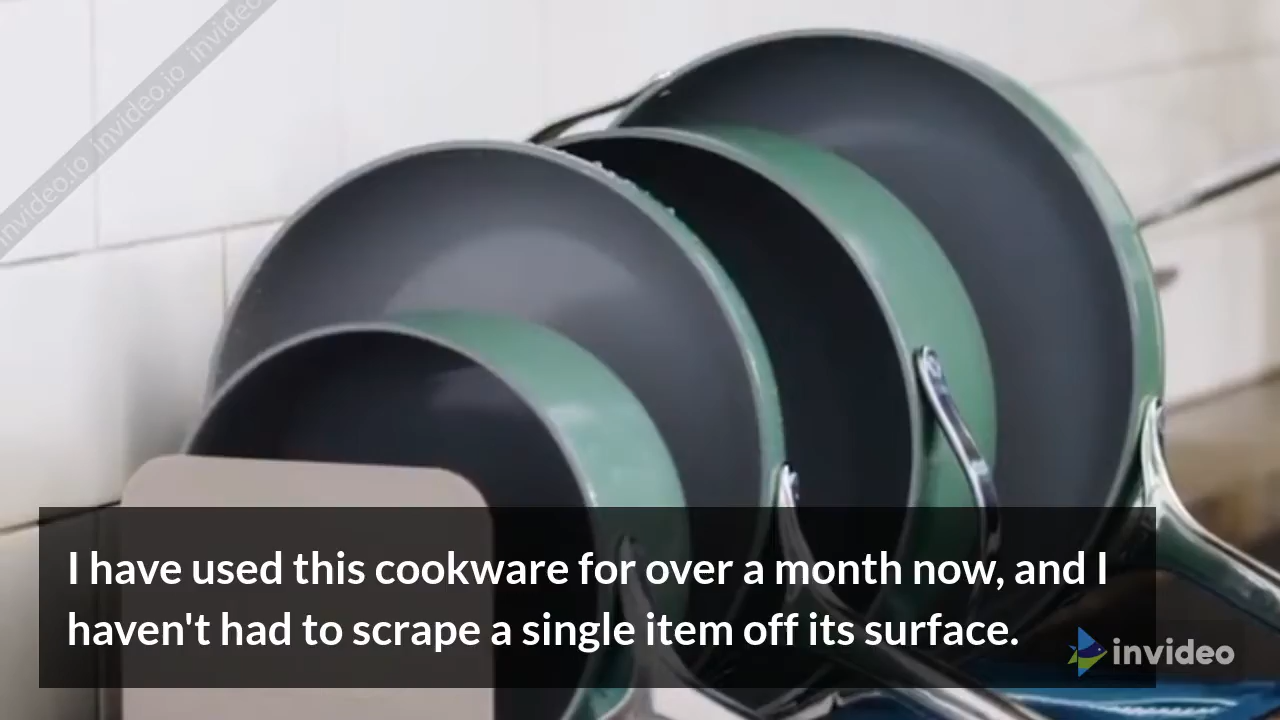 invideo.io invideo.io invideo
I have used this cookware for over a month now, and I
haven't had to scrape a single item off its surface.
invideo